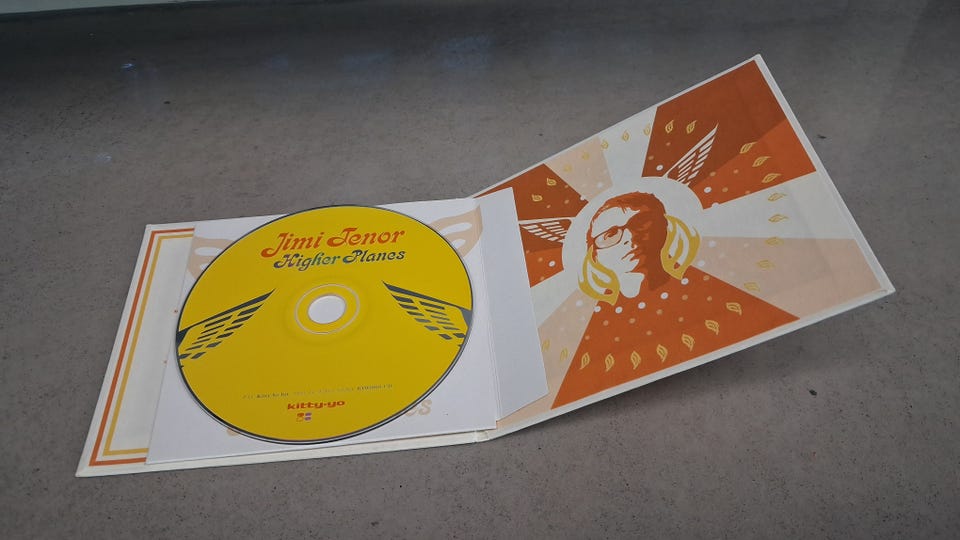 Jimi Tenor
Higher Planes
kitty-yo